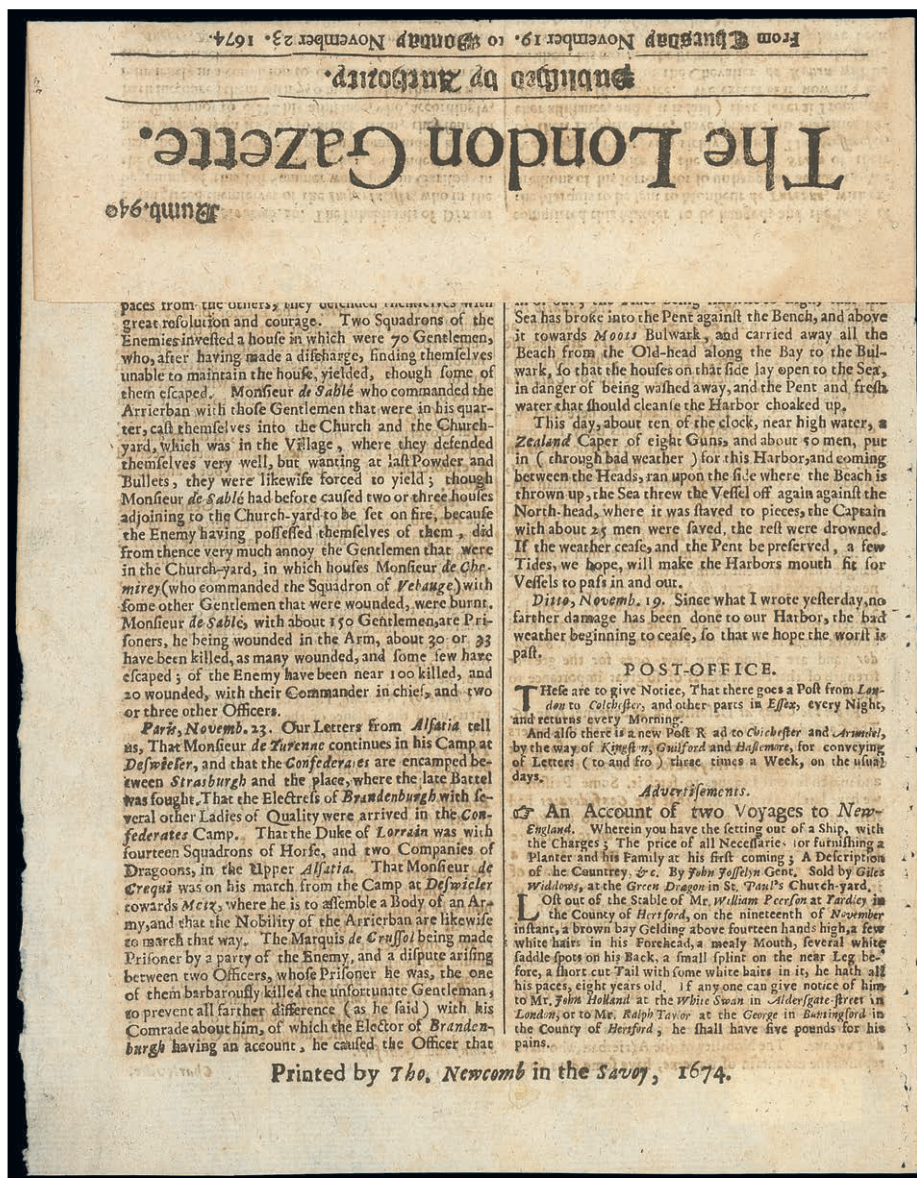 Numb. 940
The London Gazette.
Publiſhed by Authority.
From Thurſday November 19. to Monday November 23. 1674.
paces from the others, they defended themſelves with
great reſolution and courage. Two Squadrons of the
Enemies inveſted a houſe in which were 70 Gentlemen,
who, after having made a diſcharge, finding themſelves
unable to maintain the houſe, yielded, though ſome of
them eſcaped. Monſieur de Sablé who commanded the
Arrierban with thoſe Gentlemen that were in his quar-
ter, caſt themſelves into the Church and the Church-
yard, which was in the Village, where they defended
themſelves very well, but wanting at laſt Powder and
Bullets, they were likewiſe forced to yield; though
Monſieur de Sablé had before cauſed two or three houſes
adjoining to the Church-yard to be ſet on fire, becauſe
the Enemy having poſſeſſed themſelves of them, did
from thence very much annoy the Gentlemen that were
in the Church-yard, in which houſes Monſieur de Che-
mirey (who commanded the Squadron of Vebauge) with
ſome other Gentlemen that were wounded, were burnt.
Monſieur de Sablé, with about 150 Gentlemen, are Pri-
ſoners, he being wounded in the Arm, about 30 or 33
have been killed, as many wounded, and ſome few have
eſcaped; of the Enemy have been near 100 killed, and
20 wounded, with their Commander in chief, and two
or three other Officers.
Paris, Novemb. 23. Our Letters from Alſatia tell
us, That Monſieur de Turenne continues in his Camp at
Deſwieler, and that the Confederates are encamped be-
tween Strasburgh and the place, where the late Battel
was fought. That the Electreſs of Brandenburgh with ſe-
veral other Ladies of Quality were arrived in the Con-
federates Camp. That the Duke of Lorrain was with
fourteen Squadrons of Horſe, and two Companies of
Dragoons, in the Upper Alſatia. That Monſieur de
Crequi was on his march from the Camp at Deſwieler
towards Metz, where he is to aſſemble a Body of an Ar-
my, and that the Nobility of the Arrierban are likewiſe
to march that way. The Marquis de Cruſſol being made
Priſoner by a party of the Enemy, and a diſpute ariſing
between two Officers, whoſe Priſoner he was, the one
of them barbarouſly killed the unfortunate Gentleman,
to prevent all farther difference (as he ſaid) with his
Comrade about him, of which the Elector of Branden-
burgh having an account, he cauſed the Officer that
Sea has broke into the Pent againſt the Bench, and above
it towards Moots Bulwark, and carried away all the
Beach from the Old-head along the Bay to the Bul-
wark, ſo that the houſes on that ſide lay open to the Sea,
in danger of being waſhed away, and the Pent and freſh
water that ſhould cleanſe the Harbor choaked up.
This day, about ten of the clock, near high water, a
Zealand Caper of eight Guns, and about 50 men, put
in ( through bad weather ) for this Harbor, and coming
between the Heads, ran upon the ſide where the Beach is
thrown up, the Sea threw the Veſſel off again againſt the
North-head, where it was ſtaved to pieces, the Captain
with about 25 men were ſaved, the reſt were drowned.
If the weather ceaſe, and the Pent be preſerved, a few
Tides, we hope, will make the Harbors mouth fit for
Veſſels to paſs in and out.
Ditto, Novemb. 19. Since what I wrote yeſterday, no
farther damage has been done to our Harbor, the bad
weather beginning to ceaſe, ſo that we hope the worſt is
paſt.
POST-OFFICE.
THeſe are to give Notice, That there goes a Poſt from Lon-
don to Colcheſter, and other parts in Eſſex, every Night,
and returns every Morning.
And alſo there is a new Poſt R ad to Chicheſter and Arundel,
by the way of Kingſt n, Guilford and Haſlemore, for conveying
of Letters ( to and fro ) three times a Week, on the uſual
days.
Advertiſements.
☞ An Account of two Voyages to New-
England. Wherein you have the ſetting out of a Ship, with
the Charges; The price of all Neceſſaries for furniſhing a
Planter and his Family at his firſt coming; A Deſcription
of he Countrey, &c. By John Joſſelyn Gent. Sold by Giles
Widdows, at the Green Dragon in St. Paul's Church-yard.
LOſt out of the Stable of Mr. William Peerſon at Yardley in
the County of Hertford, on the nineteenth of November
inſtant, a brown bay Gelding above fourteen hands high, a few
white hairs in his Forehead, a mealy Mouth, ſeveral white
ſaddle ſpots on his Back, a ſmall ſplint on the near Leg be-
fore, a ſhort cut Tail with ſome white hairs in it, he hath all
his paces, eight years old. If any one can give notice of him
to Mr. John Holland at the White Swan in Alderſgate-ſtreet in
London, or to Mr. Ralph Taylor at the George in Buntingford in
the County of Hertford, he ſhall have five pounds for his
pains.
Printed by Tho. Newcomb in the Savoy, 1674.